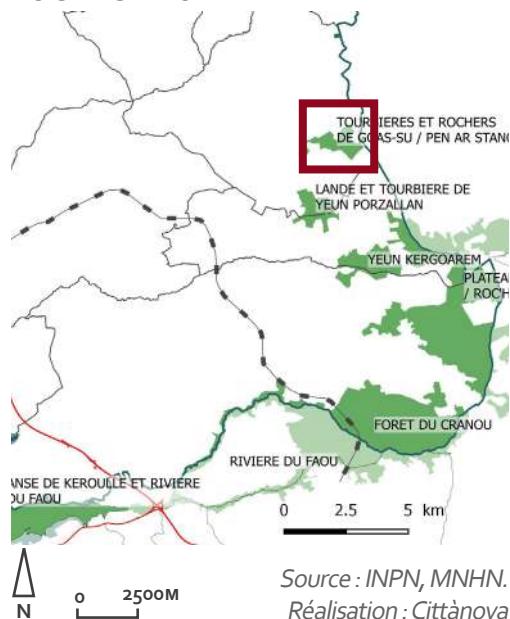 TOURBIERES ET ROCHERS
DE GOAS-SU / PEN AR STANG
LANDE ET TOURBIERE DE
YEUN PORZALLAN
YEUN KERGOAREM
PLATEA
/ ROC'H
FORET DU CRANOU
RIVIERE DU FAOU
ANSE DE KEROULLE ET RIVIERE
DU FAOU
0 2.5 5 km
N
0 2500M
Source : INPN, MNHN.
Réalisation : Cittànova